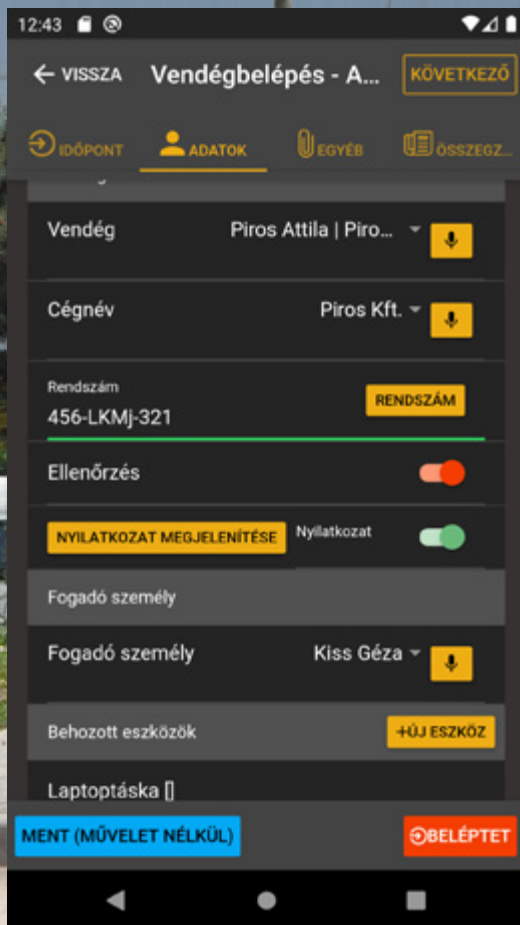 12:43
VISSZA Vendégbelépés - A... KÖVETKEZŐ
IDŐPONT ADATOK EGYÉB ÖSSZEGZ...
Vendég Piros Attila | Piro...
Cégnév Piros Kft.
Rendszám
456-LKMj-321 RENDSZÁM
Ellenőrzés
NYILATKOZAT MEGJELENÍTÉSE Nyilatkozat
Fogadó személy
Fogadó személy Kiss Géza
Behozott eszközök +ÚJ ESZKÖZ
Laptoptáska []
MENT (MŰVELET NÉLKÜL) BELÉPTET